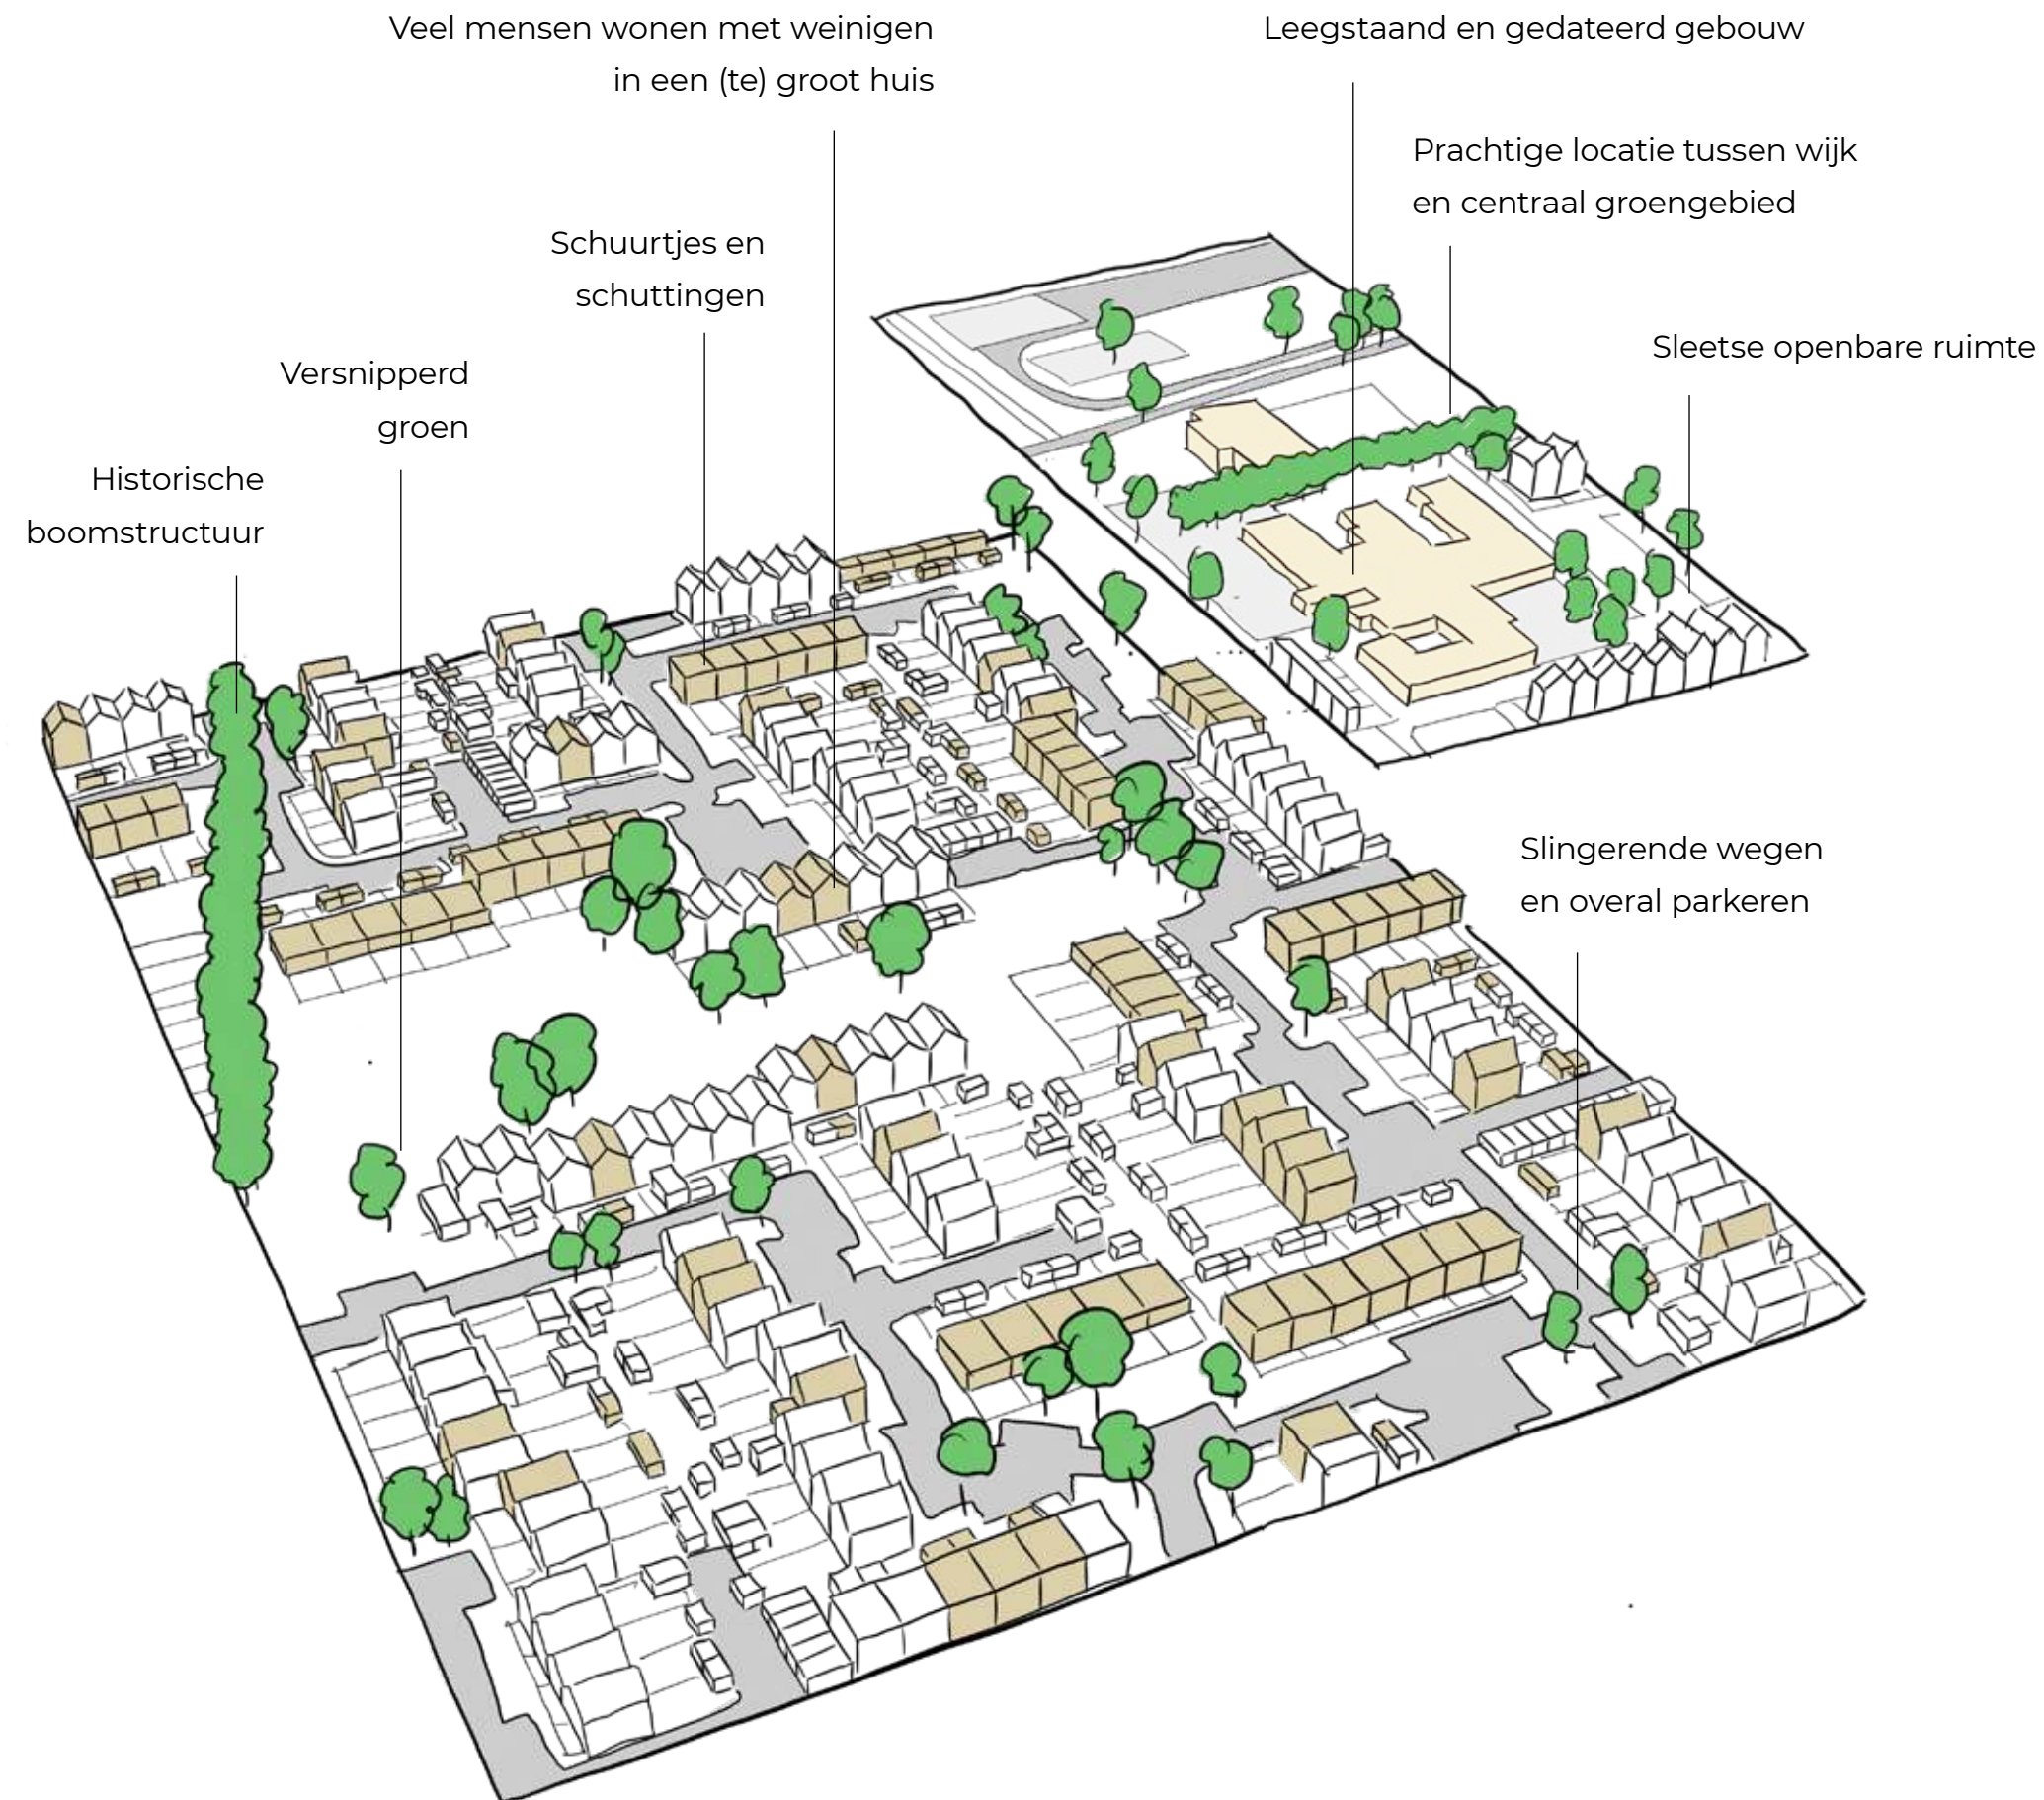 Veel mensen wonen met weinigen
in een (te) groot huis
Leegstaand en gedateerd gebouw
Prachtige locatie tussen wijk
en centraal groengebied
Schuurtjes en
schuttingen
Sleetse openbare ruimte
Versnipperd
groen
Historische
boomstructuur
Slingerende wegen
en overal parkeren